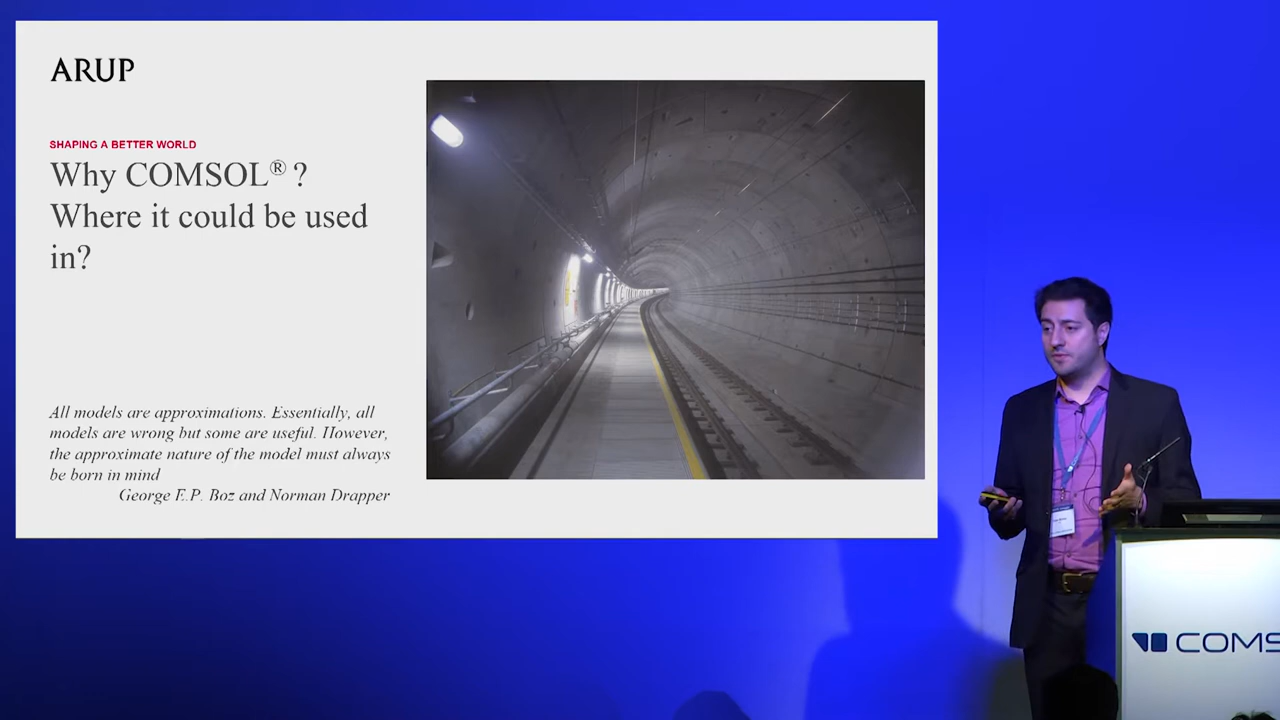 ARUP
SHAPING A BETTER WORLD
Why COMSOL® ?
Where it could be used
in?
All models are approximations. Essentially, all
models are wrong but some are useful. However,
the approximate nature of the model must always
be born in mind
George E.P. Boz and Norman Drapper
COMS